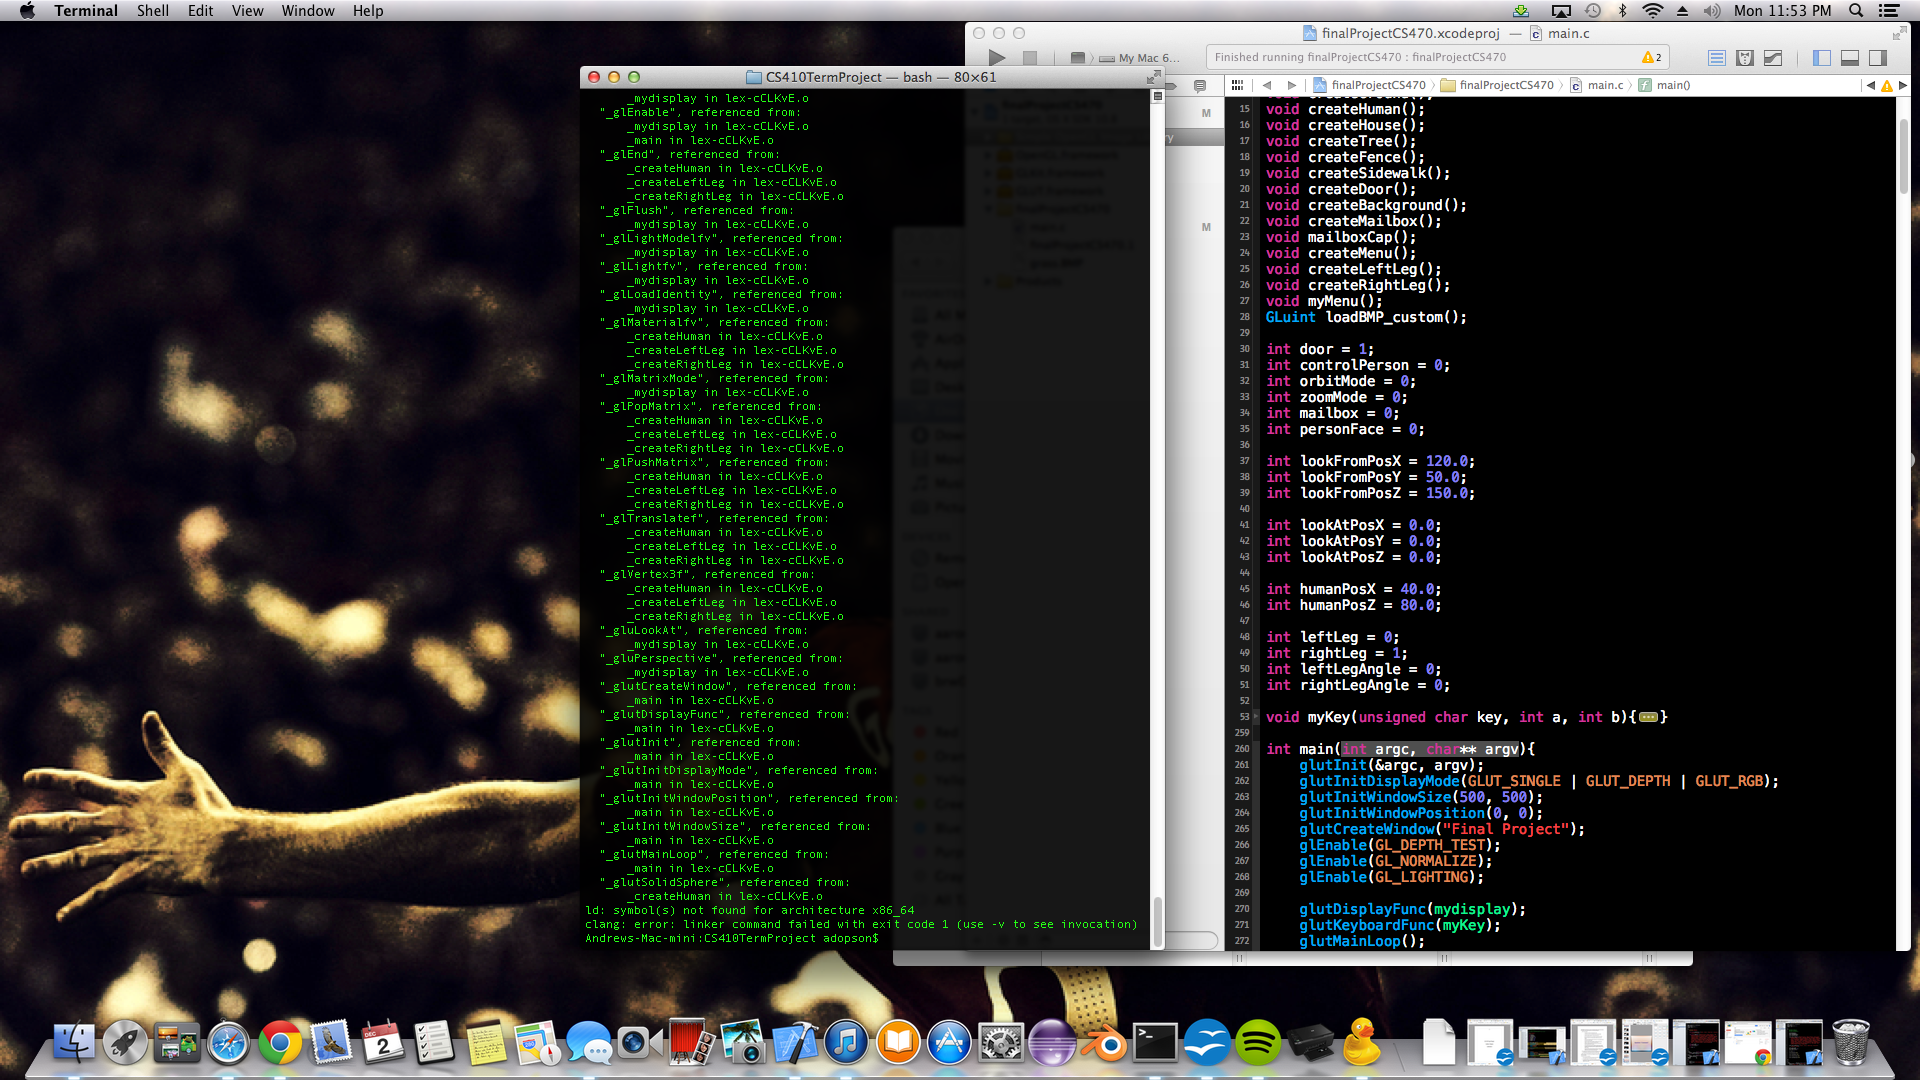 Terminal Shell Edit View Window Help
Mon 11:53 PM
finalProjectCS470.xcodeproj — main.c
My Mac 6...
Finished running finalProjectCS470 : finalProjectCS470
2
finalProjectCS470 finalProjectCS470 main.c main()
CS410TermProject — bash — 80×61
_mydisplay in lex-cCLKvE.o
"_glEnable", referenced from:
_mydisplay in lex-cCLKvE.o
_main in lex-cCLKvE.o
"_glEnd", referenced from:
_createHuman in lex-cCLKvE.o
_createLeftLeg in lex-cCLKvE.o
_createRightLeg in lex-cCLKvE.o
"_glFlush", referenced from:
_mydisplay in lex-cCLKvE.o
"_glLightModelfv", referenced from:
_mydisplay in lex-cCLKvE.o
"_glLightfv", referenced from:
_mydisplay in lex-cCLKvE.o
"_glLoadIdentity", referenced from:
_mydisplay in lex-cCLKvE.o
"_glMaterialfv", referenced from:
_createHuman in lex-cCLKvE.o
_createLeftLeg in lex-cCLKvE.o
_createRightLeg in lex-cCLKvE.o
"_glMatrixMode", referenced from:
_mydisplay in lex-cCLKvE.o
"_glPopMatrix", referenced from:
_createHuman in lex-cCLKvE.o
_createLeftLeg in lex-cCLKvE.o
_createRightLeg in lex-cCLKvE.o
"_glPushMatrix", referenced from:
_createHuman in lex-cCLKvE.o
_createLeftLeg in lex-cCLKvE.o
_createRightLeg in lex-cCLKvE.o
"_glTranslatef", referenced from:
_createHuman in lex-cCLKvE.o
_createLeftLeg in lex-cCLKvE.o
_createRightLeg in lex-cCLKvE.o
"_glVertex3f", referenced from:
_createHuman in lex-cCLKvE.o
_createLeftLeg in lex-cCLKvE.o
_createRightLeg in lex-cCLKvE.o
"_gluLookAt", referenced from:
_mydisplay in lex-cCLKvE.o
"_gluPerspective", referenced from:
_mydisplay in lex-cCLKvE.o
"_glutCreateWindow", referenced from:
_main in lex-cCLKvE.o
"_glutDisplayFunc", referenced from:
_main in lex-cCLKvE.o
"_glutInit", referenced from:
_main in lex-cCLKvE.o
"_glutInitDisplayMode", referenced from:
_main in lex-cCLKvE.o
"_glutInitWindowPosition", referenced from:
_main in lex-cCLKvE.o
"_glutInitWindowSize", referenced from:
_main in lex-cCLKvE.o
"_glutMainLoop", referenced from:
_main in lex-cCLKvE.o
"_glutSolidSphere", referenced from:
_createHuman in lex-cCLKvE.o
ld: symbol(s) not found for architecture x86_64
clang: error: linker command failed with exit code 1 (use -v to see invocation)
Andrews-Mac-mini:CS410TermProject adopson$
M
M
15 void createHuman();
16 void createHouse();
17 void createTree();
18 void createFence();
19 void createSidewalk();
20 void createDoor();
21 void createBackground();
22 void createMailbox();
23 void mailboxCap();
24 void createMenu();
25 void createLeftLeg();
26 void createRightLeg();
27 void myMenu();
28 GLuint loadBMP_custom();
29
30 int door = 1;
31 int controlPerson = 0;
32 int orbitMode = 0;
33 int zoomMode = 0;
34 int mailbox = 0;
35 int personFace = 0;
36
37 int lookFromPosX = 120.0;
38 int lookFromPosY = 50.0;
39 int lookFromPosZ = 150.0;
40
41 int lookAtPosX = 0.0;
42 int lookAtPosY = 0.0;
43 int lookAtPosZ = 0.0;
44
45 int humanPosX = 40.0;
46 int humanPosZ = 80.0;
47
48 int leftLeg = 0;
49 int rightLeg = 1;
50 int leftLegAngle = 0;
51 int rightLegAngle = 0;
52
53 void myKey(unsigned char key, int a, int b){...}
259
260 int main(int argc, char** argv){
261 glutInit(&argc, argv);
262 glutInitDisplayMode(GLUT_SINGLE | GLUT_DEPTH | GLUT_RGB);
263 glutInitWindowSize(500, 500);
264 glutInitWindowPosition(0, 0);
265 glutCreateWindow("Final Project");
266 glEnable(GL_DEPTH_TEST);
267 glEnable(GL_NORMALIZE);
268 glEnable(GL_LIGHTING);
269
270 glutDisplayFunc(mydisplay);
271 glutKeyboardFunc(myKey);
272 glutMainLoop();
DEC
2